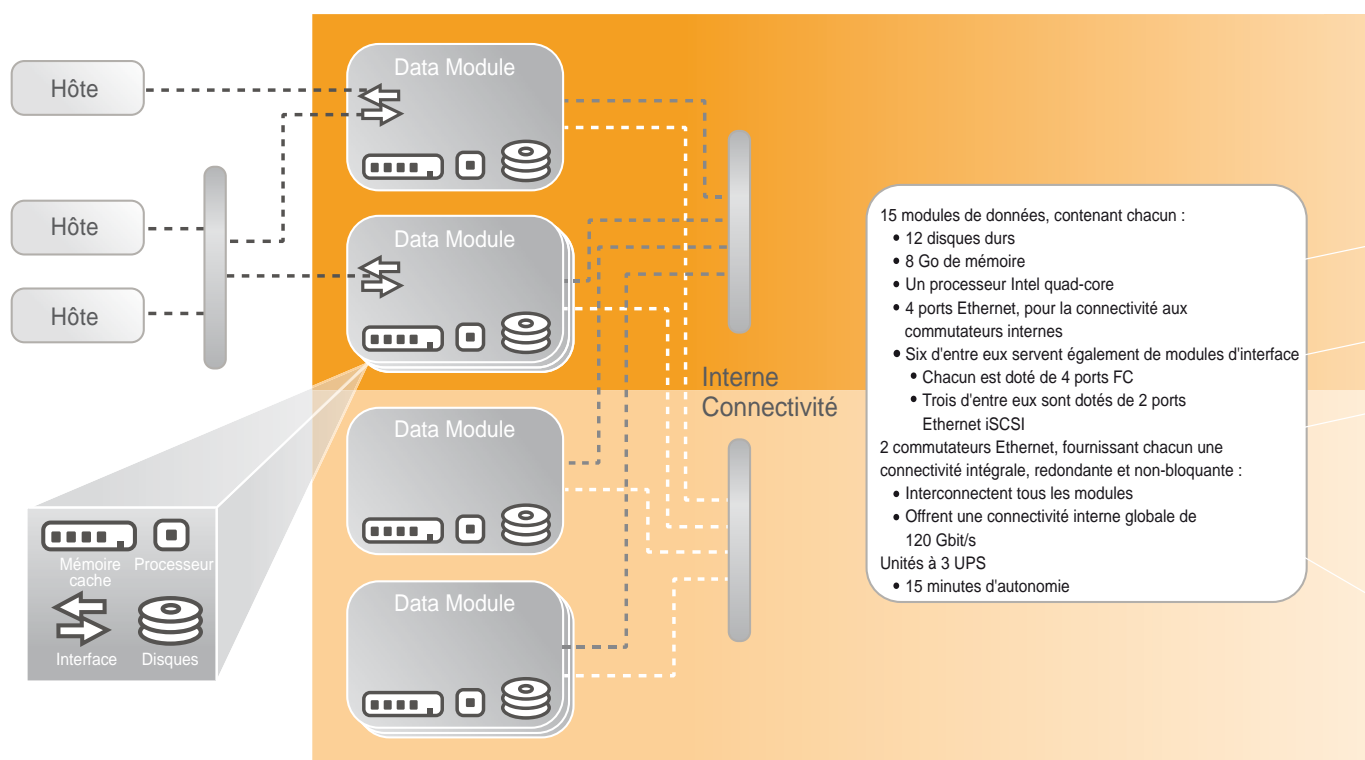 Data Module
Hôte
Data Module
Hôte
Hôte
Interne
Connectivité
Data Module
Data Module
Mémoire
cache
Processeur
Interface
Disques
15 modules de données, contenant chacun :
• 12 disques durs
• 8 Go de mémoire
• Un processeur Intel quad-core
• 4 ports Ethernet, pour la connectivité aux
commutateurs internes
• Six d'entre eux servent également de modules d'interface
• Chacun est doté de 4 ports FC
• Trois d'entre eux sont dotés de 2 ports
Ethernet iSCSI
2 commutateurs Ethernet, fournissant chacun une
connectivité intégrale, redondante et non-bloquante :
• Interconnectent tous les modules
• Offrent une connectivité interne globale de
120 Gbit/s
Unités à 3 UPS
• 15 minutes d'autonomie